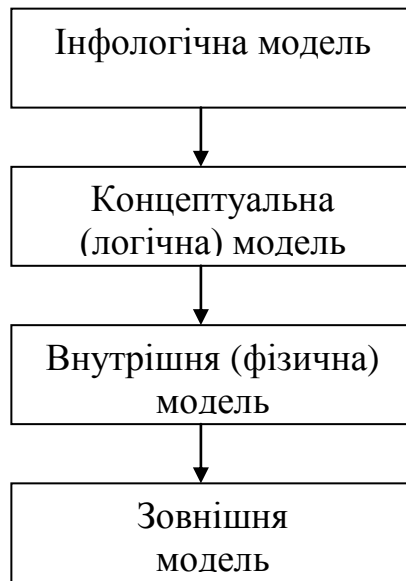 Інфологічна модель
Концептуальна
(логічна) модель
Внутрішня (фізична)
модель
Зовнішня
модель